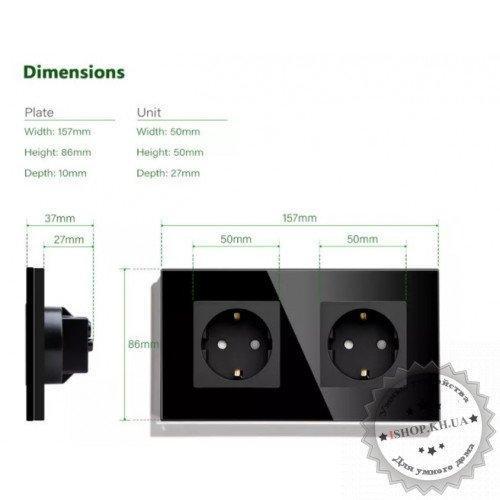 Dimensions
Plate
Width: 157mm
Height: 86mm
Depth: 10mm
Unit
Width: 50mm
Height: 50mm
Depth: 27mm
37mm
27mm
157mm
50mm
50mm
86mm
устройства
iSHOP.KH.UA
Для умного дома